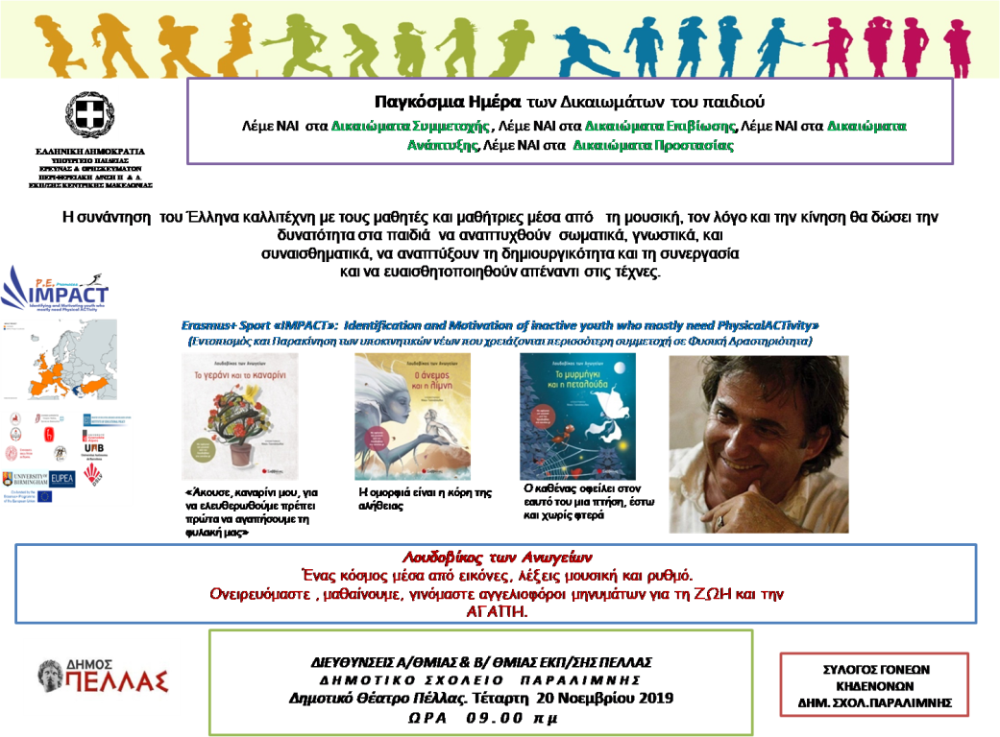 Παγκόσμια Ημέρα των Δικαιωμάτων του παιδιού
Λέμε ΝΑΙ στα Δικαιώματα Συμμετοχής , Λέμε ΝΑΙ στα Δικαιώματα Επιβίωσης, Λέμε ΝΑΙ στα Δικαιώματα
Ανάπτυξης, Λέμε ΝΑΙ στα Δικαιώματα Προστασίας
ΕΛΛΗΝΙΚΗ ΔΗΜΟΚΡΑΤΙΑ
ΥΠΟΥΡΓΕΙΟ ΠΑΙΔΕΙΑΣ
ΕΡΕΥΝΑΣ & ΘΡΗΣΚΕΥΜΑΤΩΝ
ΠΕΡΙΦΕΡΕΙΑΚΗ Δ/ΝΣΗ Π & Δ.
ΕΚΠ/ΣΗΣ ΚΕΝΤΡΙΚΗΣ ΜΑΚΕΔΟΝΙΑΣ
Η συνάντηση του Έλληνα καλλιτέχνη με τους μαθητές και μαθήτριες μέσα από τη μουσική, τον λόγο και την κίνηση θα δώσει την
δυνατότητα στα παιδιά να αναπτυχθούν σωματικά, γνωστικά, και
συναισθηματικά, να αναπτύξουν τη δημιουργικότητα και τη συνεργασία
και να ευαισθητοποιηθούν απέναντι στις τέχνες.
P.E. Promotes
IMPACT
Identifying and Motivating youth who
mostly need Physical ACTivity
Erasmus+ Sport «IMPACT»: Identification and Motivation of inactive youth who mostly need PhysicalACTivity»
(Εντοπισμός και Παρακίνηση των υποκινητικών νέων που χρειάζονται περισσότερη συμμετοχή σε Φυσική Δραστηριότητα)
Λουδοβίκος των Ανωγείων
Το γεράνι και το καναρίνι
Λουδοβίκος των Ανωγείων
Ο άνεμος
και η λίμνη
Λουδοβίκος των Ανωγείων
Το μυρμήγκι
και η πεταλούδα
UAB
UNIVERSITY OF
BIRMINGHAM
EUPEA
«Άκουσε, καναρίνι μου, για
να ελευθερωθούμε πρέπει
πρώτα να αγαπήσουμε τη
φυλακή μας»
Η ομορφιά είναι η κόρη της
αλήθειας
Ο καθένας οφείλει στον
εαυτό του μια πτήση, έστω
και χωρίς φτερά
Λουδοβίκος των Ανωγείων
Ένας κόσμος μέσα από εικόνες, λέξεις μουσική και ρυθμό.
Ονειρευόμαστε , μαθαίνουμε, γινόμαστε αγγελιοφόροι μηνυμάτων για τη ΖΩΗ και την
ΑΓΑΠΗ.
ΔΗΜΟΣ
ΠΕΛΛΑΣ
ΔΙΕΥΘΥΝΣΕΙΣ Α/ΘΜΙΑΣ & Β/ ΘΜΙΑΣ ΕΚΠ/ΣΗΣ ΠΕΛΛΑΣ
ΔΗΜΟΤΙΚΟ ΣΧΟΛΕΙΟ ΠΑΡΑΛΙΜΝΗΣ
Δημοτικό Θέατρο Πέλλας. Τέταρτη 20 Νοεμβρίου 2019
ΩΡΑ 09.00 πμ
ΣΥΛΟΓΟΣ ΓΟΝΕΩΝ
ΚΗΔΕΝΟΝΩΝ
ΔΗΜ. ΣΧΟΛ.ΠΑΡΑΛΙΜΝΗΣ